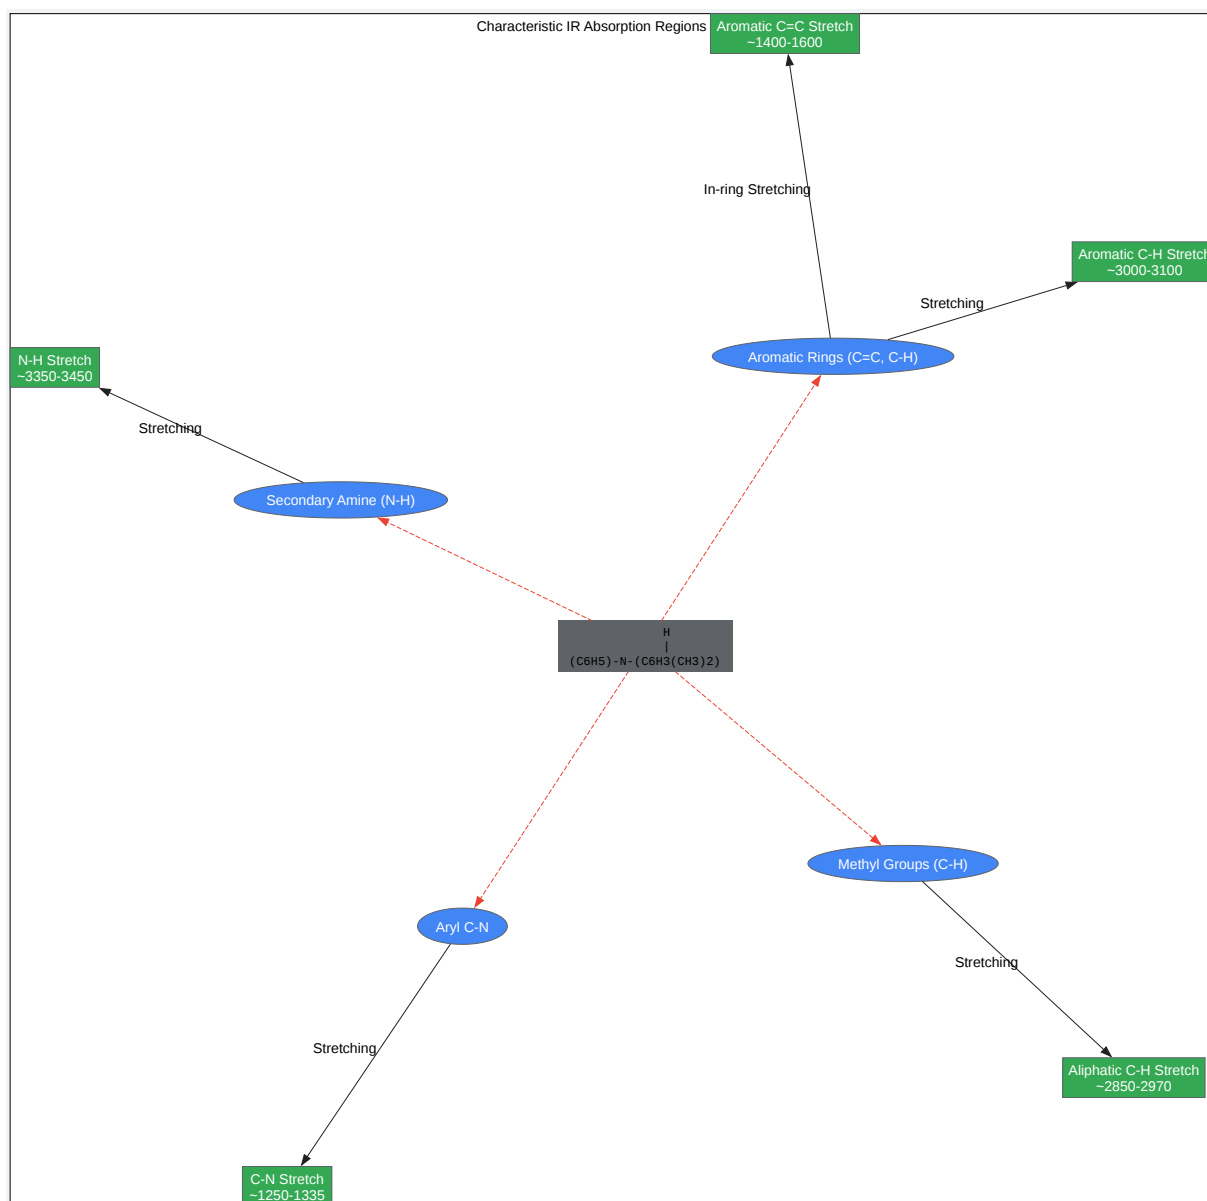 Characteristic IR Absorption Regions
Aromatic C=C Stretch
~1400-1600
In-ring Stretching
Aromatic C-H Stretch
~3000-3100
Stretching
Aromatic Rings (C=C, C-H)
N-H Stretch
~3350-3450
Stretching
Secondary Amine (N-H)
H
|
(C6H5)-N-(C6H3(CH3)2)
Methyl Groups (C-H)
Aryl C-N
Stretching
Stretching
Aliphatic C-H Stretch
~2850-2970
C-N Stretch
~1250-1335